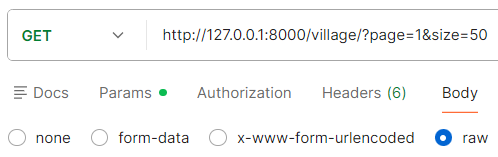 GET http://127.0.0.1:8000/village/?page=1&size=50
Docs Params Authorization Headers (6) Body
none form-data x-www-form-urlencoded raw